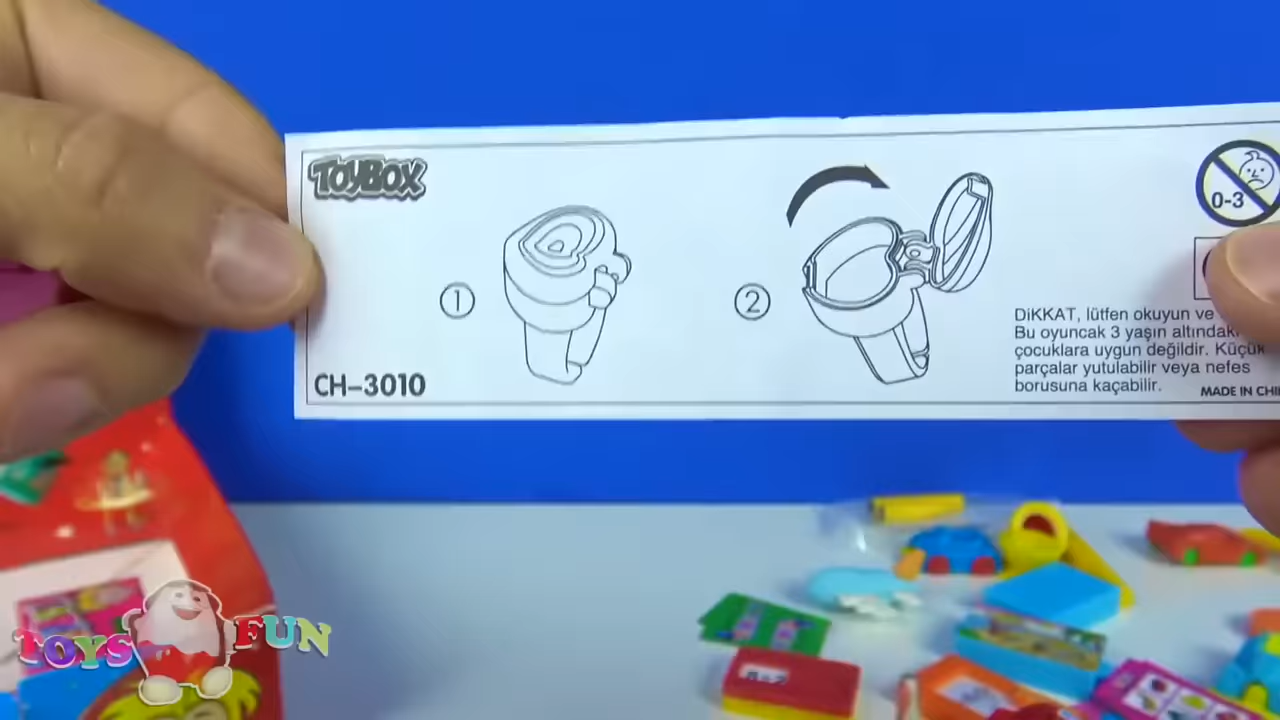 TOYBOX
0-3
1
2
DiKKAT, lütfen okuyun ve
Bu oyuncak 3 yaşın altındaki
çocuklara uygun değildir. Küçük
parçalar yutulabilir veya nefes
borusuna kaçabilir.
CH-3010
MADE IN CHI
TOYS FUN